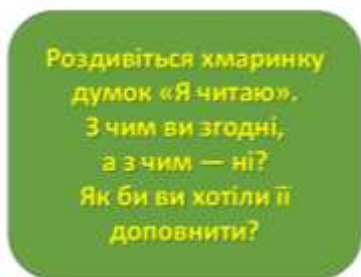 Роздивіться хмаринку
думок «Я читаю».
З чим ви згодні,
а з чим — ні?
Як би ви хотіли її
доповнити?